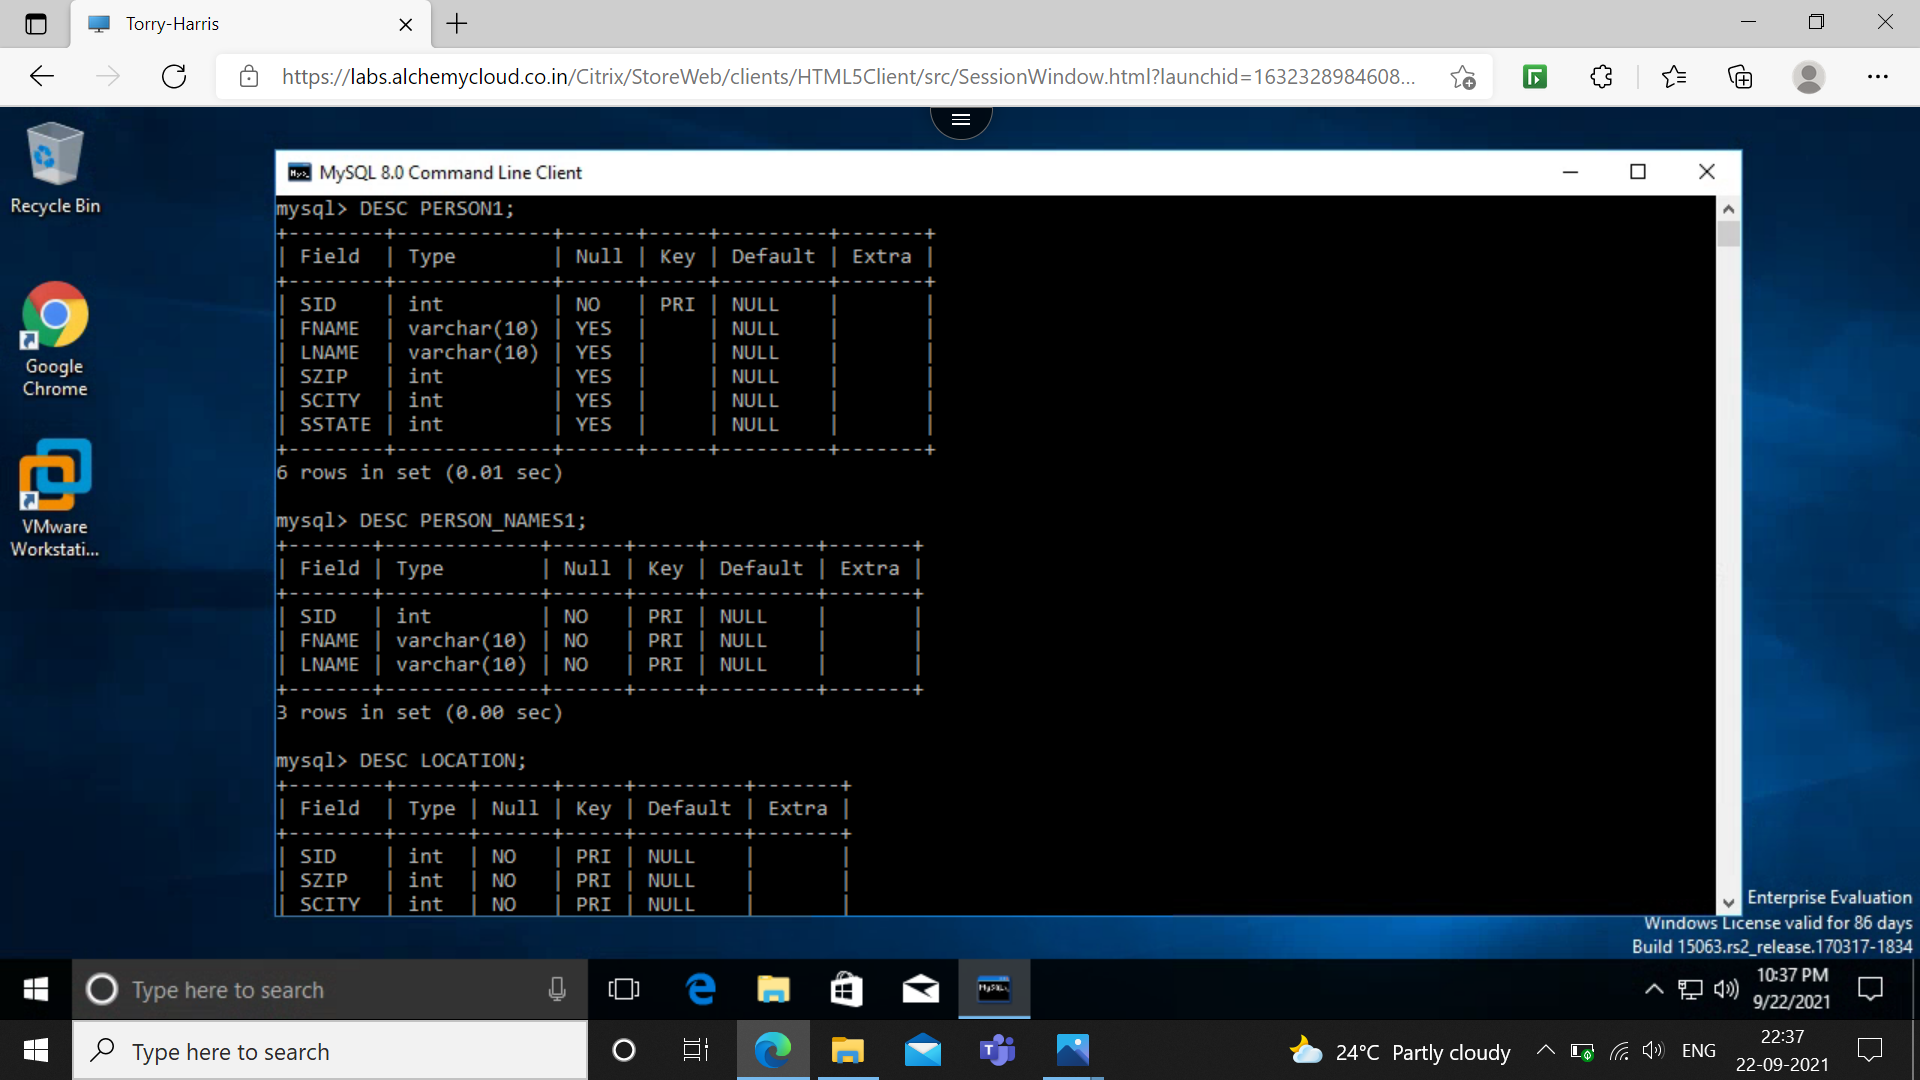 Torry-Harris
https://labs.alchemycloud.co.in/Citrix/StoreWeb/clients/HTML5Client/src/SessionWindow.html?launchid=1632328984608...
Recycle Bin
Google
Chrome
VMware
Workstati...
MySQL 8.0 Command Line Client
mysql> DESC PERSON1;
+--------+-------------+------+-----+---------+-------+
| Field  | Type        | Null | Key | Default | Extra |
+--------+-------------+------+-----+---------+-------+
| SID    | int         | NO   | PRI | NULL    |       |
| FNAME  | varchar(10) | YES  |     | NULL    |       |
| LNAME  | varchar(10) | YES  |     | NULL    |       |
| SZIP   | int         | YES  |     | NULL    |       |
| SCITY  | int         | YES  |     | NULL    |       |
| SSTATE | int         | YES  |     | NULL    |       |
+--------+-------------+------+-----+---------+-------+
6 rows in set (0.01 sec)
mysql> DESC PERSON_NAMES1;
+-------+-------------+------+-----+---------+-------+
| Field | Type        | Null | Key | Default | Extra |
+-------+-------------+------+-----+---------+-------+
| SID   | int         | NO   | PRI | NULL    |       |
| FNAME | varchar(10) | NO   | PRI | NULL    |       |
| LNAME | varchar(10) | NO   | PRI | NULL    |       |
+-------+-------------+------+-----+---------+-------+
3 rows in set (0.00 sec)
mysql> DESC LOCATION;
+--------+------+------+-----+---------+-------+
| Field  | Type | Null | Key | Default | Extra |
+--------+------+------+-----+---------+-------+
| SID    | int  | NO   | PRI | NULL    |       |
| SZIP   | int  | NO   | PRI | NULL    |       |
| SCITY  | int  | NO   | PRI | NULL    |       |
Enterprise Evaluation
Windows License valid for 86 days
Build 15063.rs2_release.170317-1834
Type here to search
MySQL
10:37 PM
9/22/2021
Type here to search
24°C Partly cloudy
ENG
22:37
22-09-2021